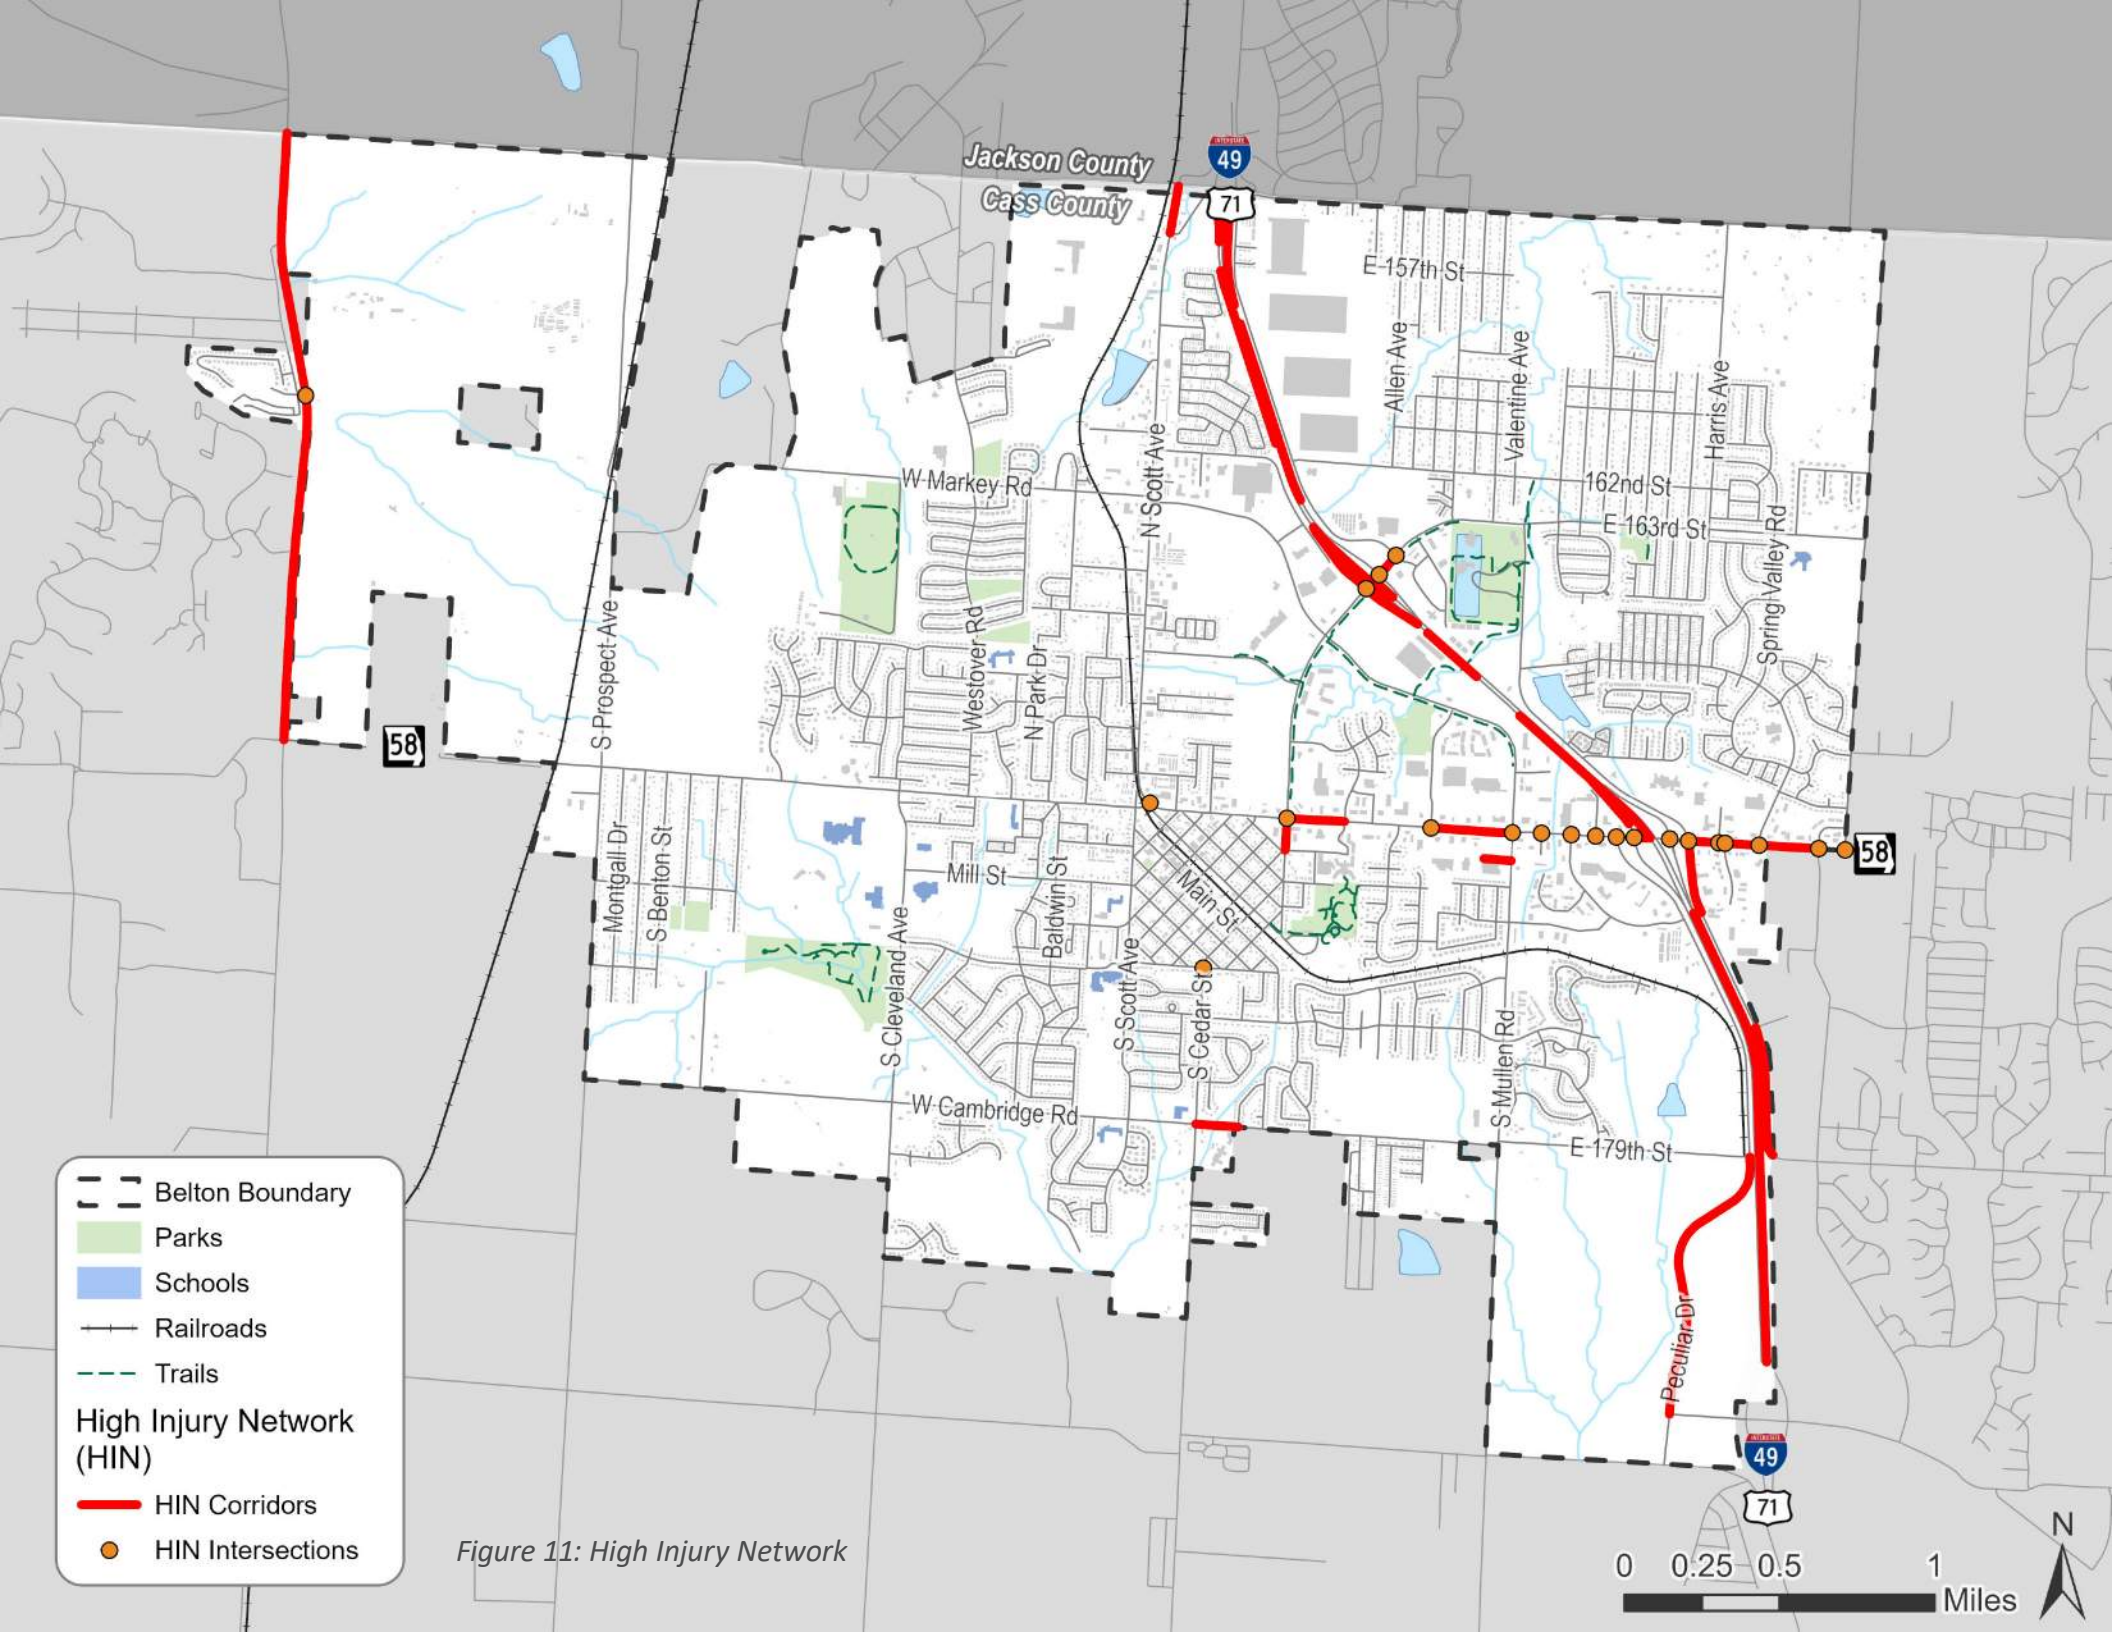 Jackson County
Cass County
INTERSTATE
49
71
E 157th St
Allen Ave
Valentine Ave
Harris Ave
N Scott Ave
W Markey Rd
162nd St
E 163rd St
Spring Valley Rd
S Prospect Ave
Westover Rd
N Park Dr
58
58
Montgall Dr
S Benton St
Mill St
Baldwin St
Main St
S Cleveland Ave
S Scott Ave
S Cedar St
S Mullen Rd
W Cambridge Rd
E 179th St
Peculiar Dr
INTERSTATE
49
71
Belton Boundary
Parks
Schools
Railroads
Trails
High Injury Network
(HIN)
HIN Corridors
HIN Intersections
Figure 11: High Injury Network
0 0.25 0.5 1
Miles
N